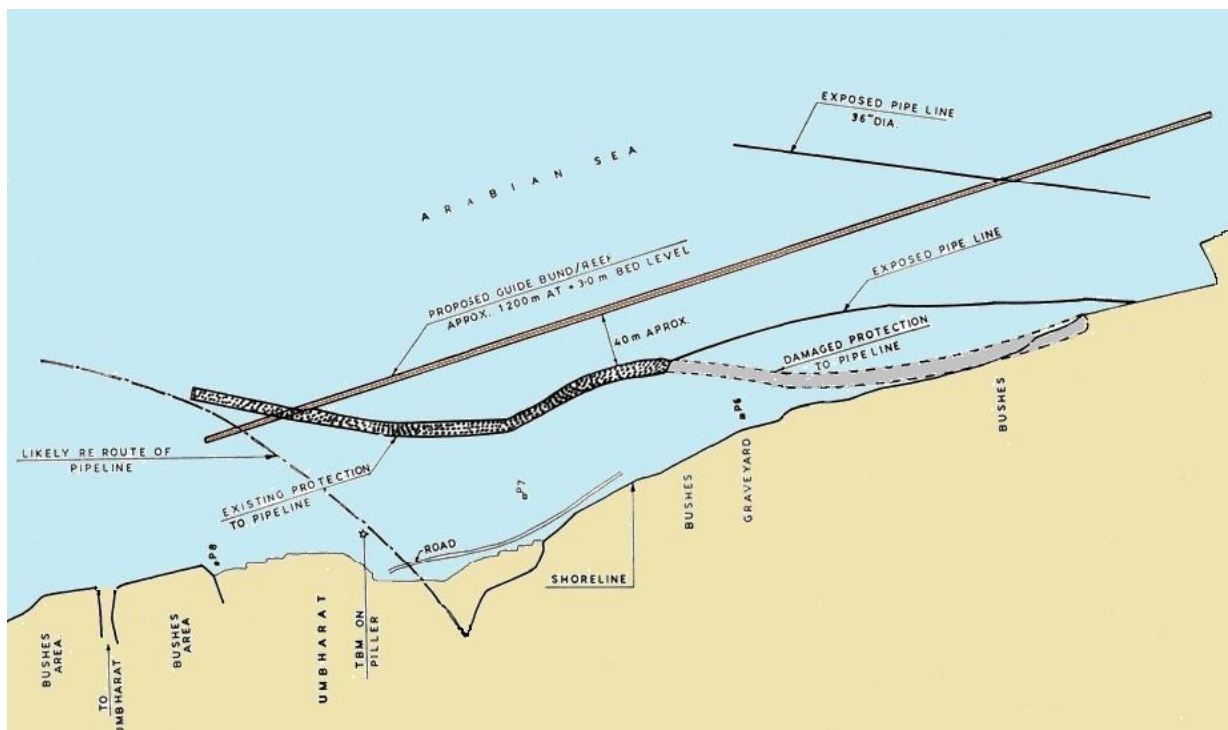 EXPOSED PIPE LINE
36" DIA.
ARABIAN SEA
PROPOSED GUIDE BUND/REEF
APPROX. 1200m AT + 3.0 m BED LEVEL
EXPOSED PIPE LINE
40m APROX.
DAMAGED PROTECTION
TO PIPELINE
LIKELY RE ROUTE OF
PIPELINE
EXISTING PROTECTION
TO PIPELINE
P6
P7
P8
BUSHES
BUSHES
GRAVEYARD
ROAD
SHORELINE
BUSHES
AREA
TO
UMBHARAT
BUSHES
AREA
UMBHARAT
TBM ON
PILLER